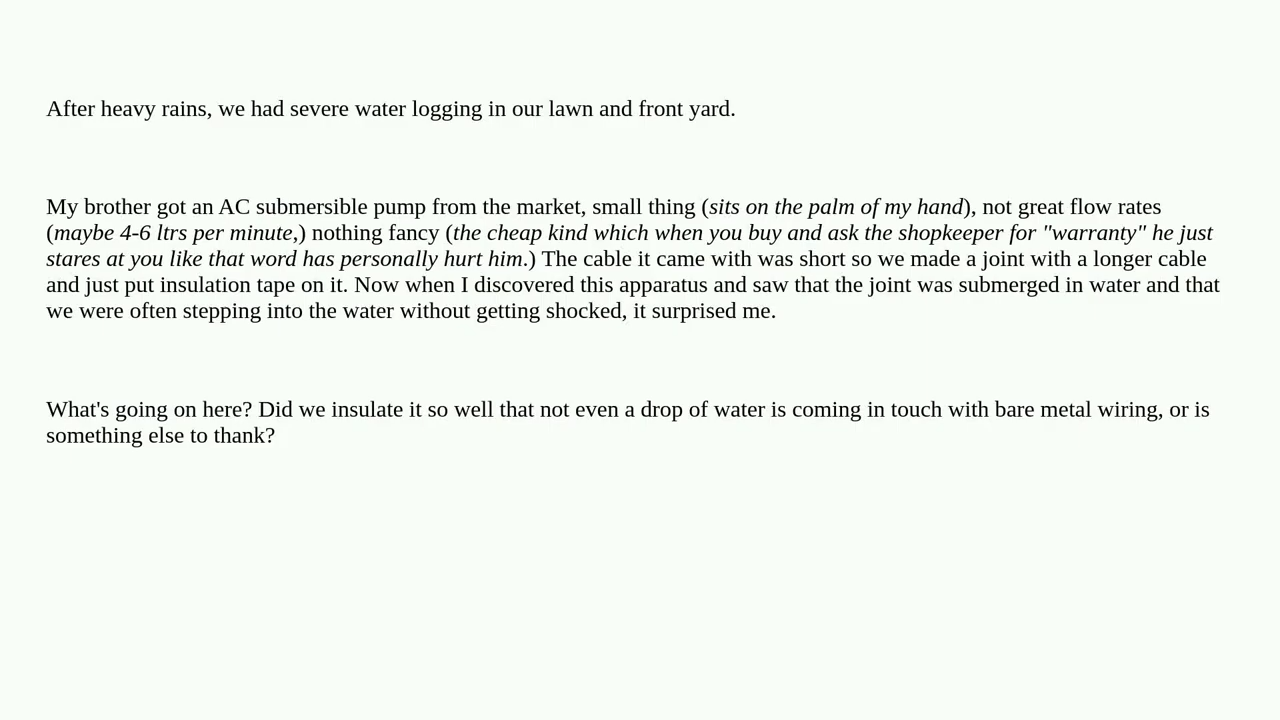 After heavy rains, we had severe water logging in our lawn and front yard.
My brother got an AC submersible pump from the market, small thing (sits on the palm of my hand), not great flow rates
(maybe 4-6 ltrs per minute,) nothing fancy (the cheap kind which when you buy and ask the shopkeeper for "warranty" he just
stares at you like that word has personally hurt him.) The cable it came with was short so we made a joint with a longer cable
and just put insulation tape on it. Now when I discovered this apparatus and saw that the joint was submerged in water and that
we were often stepping into the water without getting shocked, it surprised me.
What's going on here? Did we insulate it so well that not even a drop of water is coming in touch with bare metal wiring, or is
something else to thank?